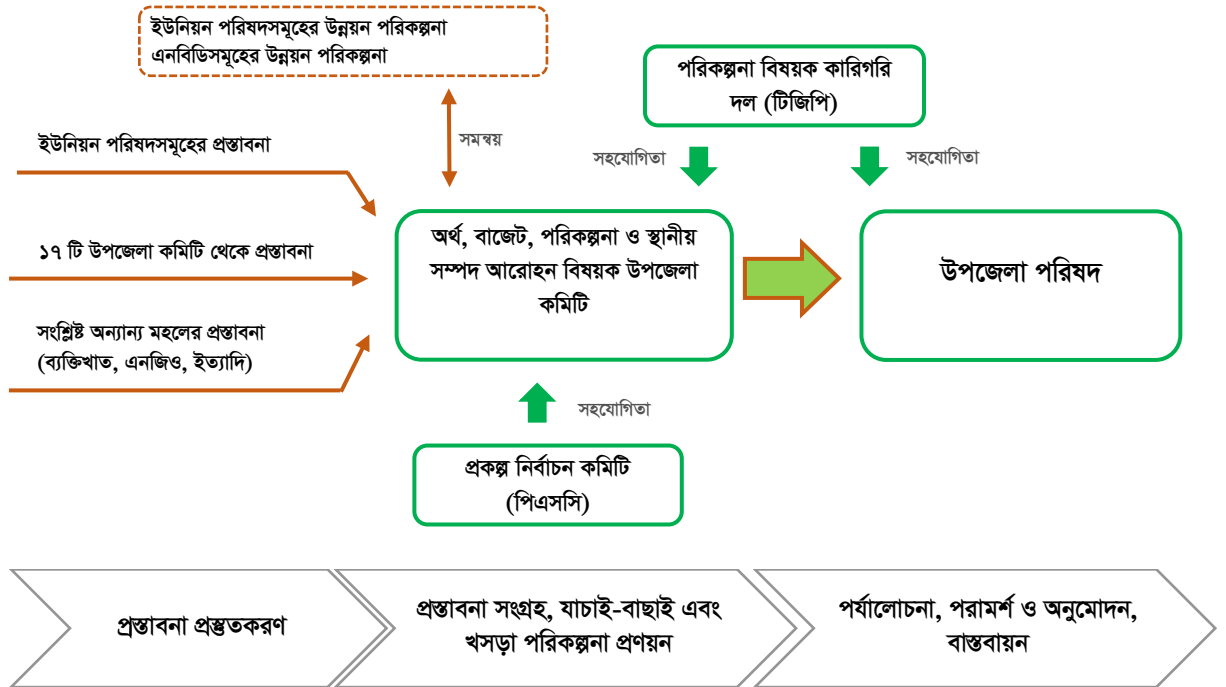 ইউনিয়ন পরিষদসমূহের উন্নয়ন পরিকল্পনা
এনবিডিসমূহের উন্নয়ন পরিকল্পনা
পরিকল্পনা বিষয়ক কারিগরি
দল (টিজিপি)
সমন্বয়
ইউনিয়ন পরিষদসমূহের প্রস্তাবনা
সহযোগিতা
সহযোগিতা
১৭ টি উপজেলা কমিটি থেকে প্রস্তাবনা
অর্থ, বাজেট, পরিকল্পনা ও স্থানীয়
সম্পদ আরোহন বিষয়ক উপজেলা
কমিটি
উপজেলা পরিষদ
সংশ্লিষ্ট অন্যান্য মহলের প্রস্তাবনা
(ব্যক্তিখাত, এনজিও, ইত্যাদি)
সহযোগিতা
প্রকল্প নির্বাচন কমিটি
(পিএসসি)
প্রস্তাবনা প্রস্তুতকরণ
প্রস্তাবনা সংগ্রহ, যাচাই-বাছাই এবং
খসড়া পরিকল্পনা প্রণয়ন
পর্যালোচনা, পরামর্শ ও অনুমোদন,
বাস্তবায়ন